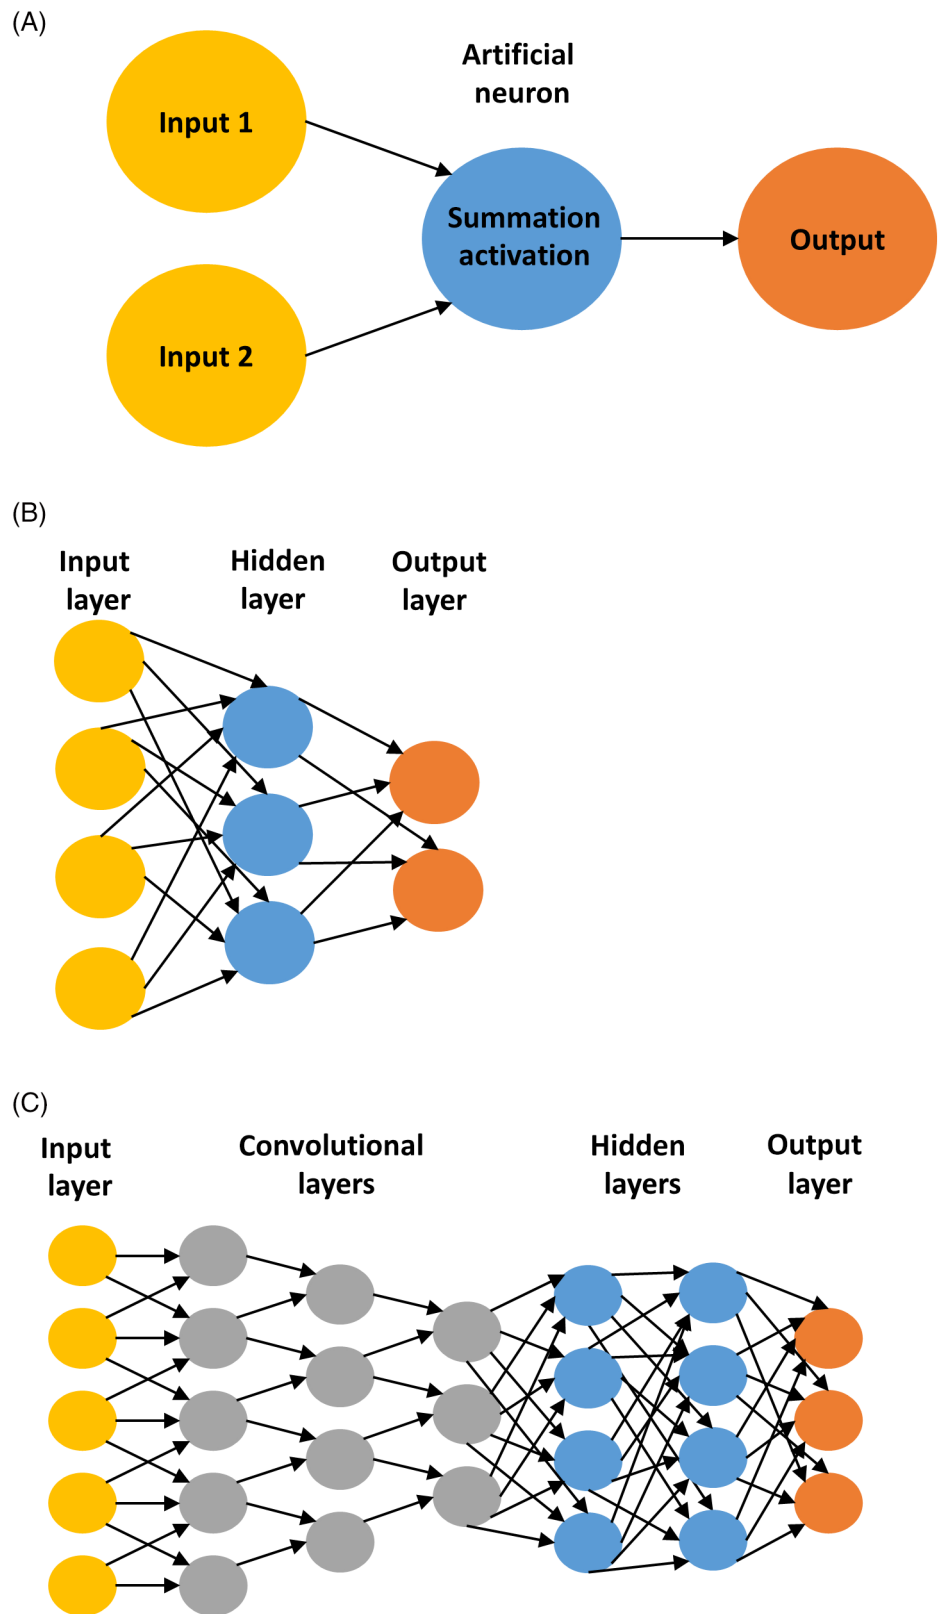 (A)
Artificial
neuron
Input 1
Summation
activation
Output
Input 2
(B)
Input
layer
Hidden
layer
Output
layer
(C)
Input
layer
Convolutional
layers
Hidden
layers
Output
layer